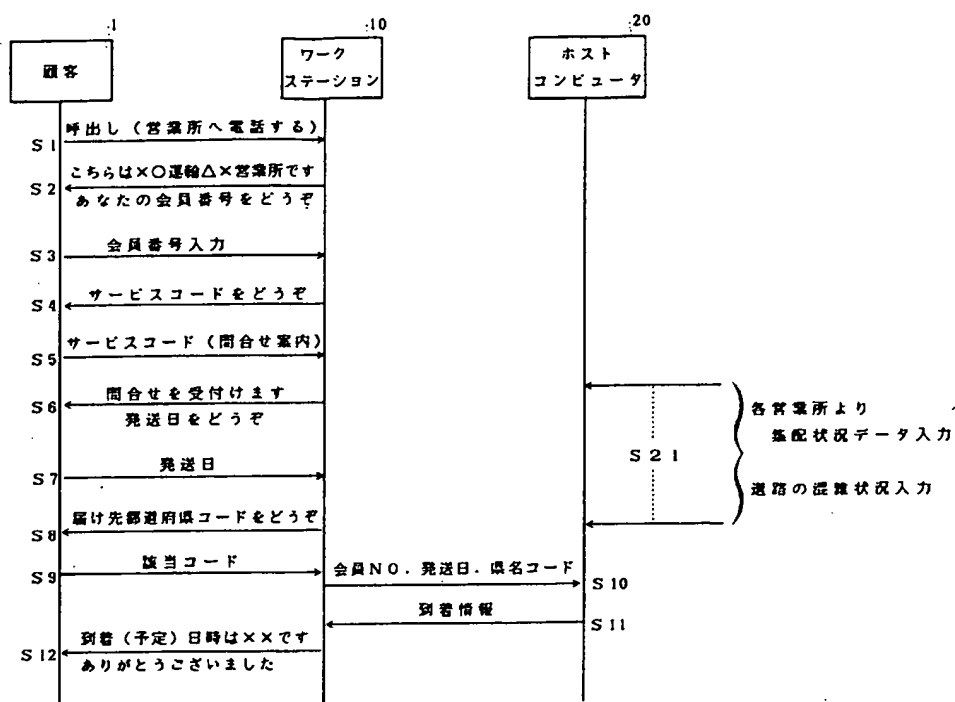 :1
:10
:20
顧客
ワーク
ステーション
ホスト
コンピュータ
呼出し（営業所へ電話する）
S1
こちらは×○運輸△×営業所です
S2
あなたの会員番号をどうぞ
会員番号入力
S3
サービスコードをどうぞ
S4
サービスコード（問合せ案内）
S5
問合せを受付けます
S6
発送日をどうぞ
各営業所より
集配状況データ入力
S21
道路の混雑状況入力
発送日
S7
届け先都道府県コードをどうぞ
S8
該当コード
S9
会員NO．発送日．県名コード
S10
到着情報
S11
到着（予定）日時は××です
S12
ありがとうございました